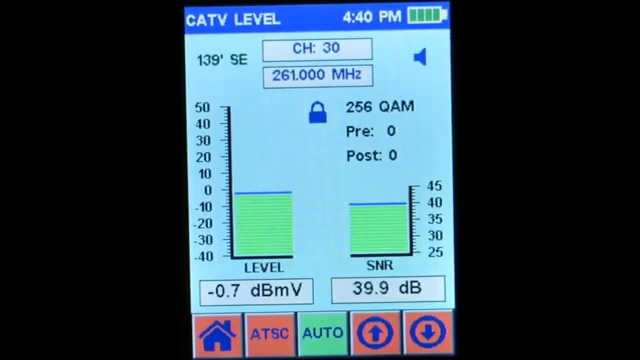 CATV LEVEL 4:40 PM
139' SE
CH: 30
261.000 MHz
256 QAM
Pre: 0
Post: 0
50
40
30
20
10
0
-10
-20
-30
-40
45
40
35
30
25
LEVEL
SNR
-0.7 dBmV
39.9 dB
ATSC
AUTO